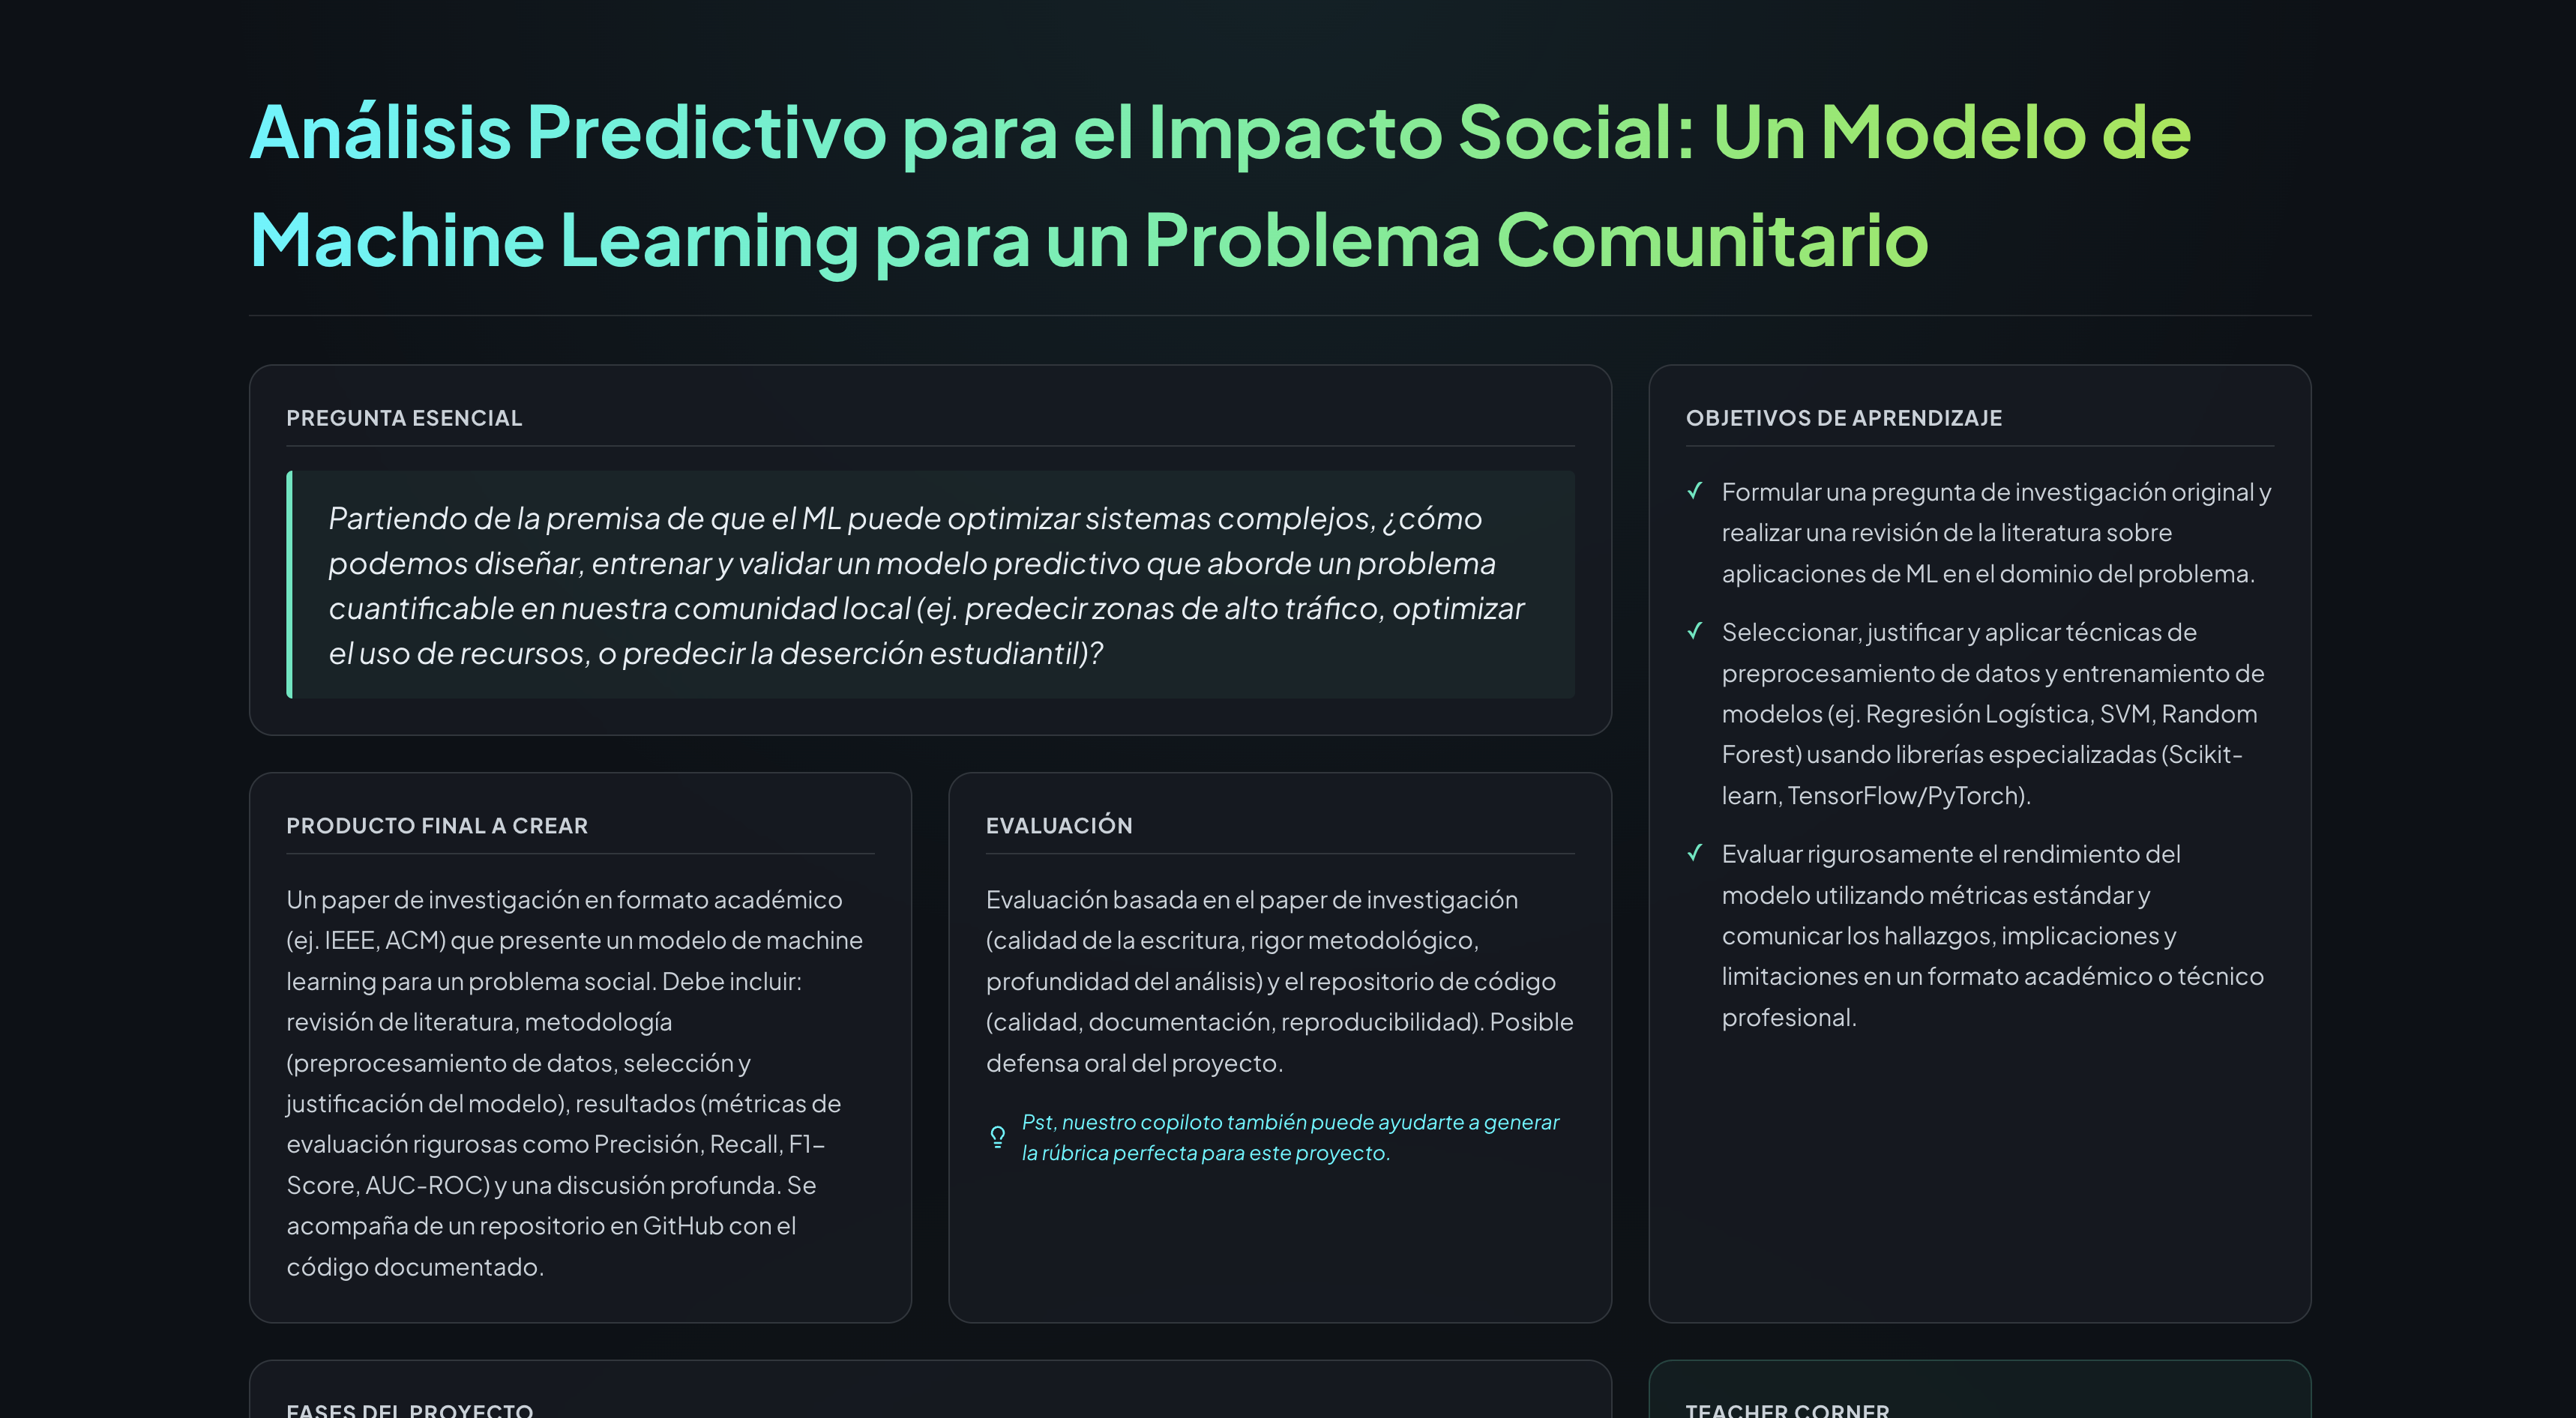 Análisis Predictivo para el Impacto Social: Un Modelo de
Machine Learning para un Problema Comunitario
PREGUNTA ESENCIAL
Partiendo de la premisa de que el ML puede optimizar sistemas complejos, ¿cómo
podemos diseñar, entrenar y validar un modelo predictivo que aborde un problema
cuantificable en nuestra comunidad local (ej. predecir zonas de alto tráfico, optimizar
el uso de recursos, o predecir la deserción estudiantil)?
OBJETIVOS DE APRENDIZAJE
✓ Formular una pregunta de investigación original y
realizar una revisión de la literatura sobre
aplicaciones de ML en el dominio del problema.
✓ Seleccionar, justificar y aplicar técnicas de
preprocesamiento de datos y entrenamiento de
modelos (ej. Regresión Logística, SVM, Random
Forest) usando librerías especializadas (Scikit-
learn, TensorFlow/PyTorch).
✓ Evaluar rigurosamente el rendimiento del
modelo utilizando métricas estándar y
comunicar los hallazgos, implicaciones y
limitaciones en un formato académico o técnico
profesional.
PRODUCTO FINAL A CREAR
Un paper de investigación en formato académico
(ej. IEEE, ACM) que presente un modelo de machine
learning para un problema social. Debe incluir:
revisión de literatura, metodología
(preprocesamiento de datos, selección y
justificación del modelo), resultados (métricas de
evaluación rigurosas como Precisión, Recall, F1-
Score, AUC-ROC) y una discusión profunda. Se
acompaña de un repositorio en GitHub con el
código documentado.
EVALUACIÓN
Evaluación basada en el paper de investigación
(calidad de la escritura, rigor metodológico,
profundidad del análisis) y el repositorio de código
(calidad, documentación, reproducibilidad). Posible
defensa oral del proyecto.
Pst, nuestro copiloto también puede ayudarte a generar
la rúbrica perfecta para este proyecto.
FASES DEL PROYECTO
TEACHER CORNER